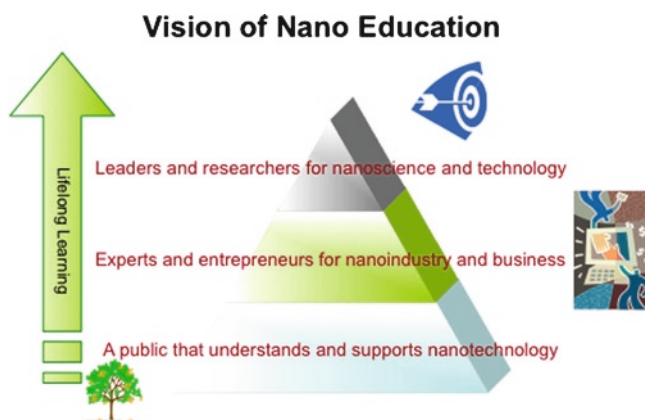 Vision of Nano Education
Lifelong Learning
Leaders and researchers for nanoscience and technology
Experts and entrepreneurs for nanoindustry and business
A public that understands and supports nanotechnology